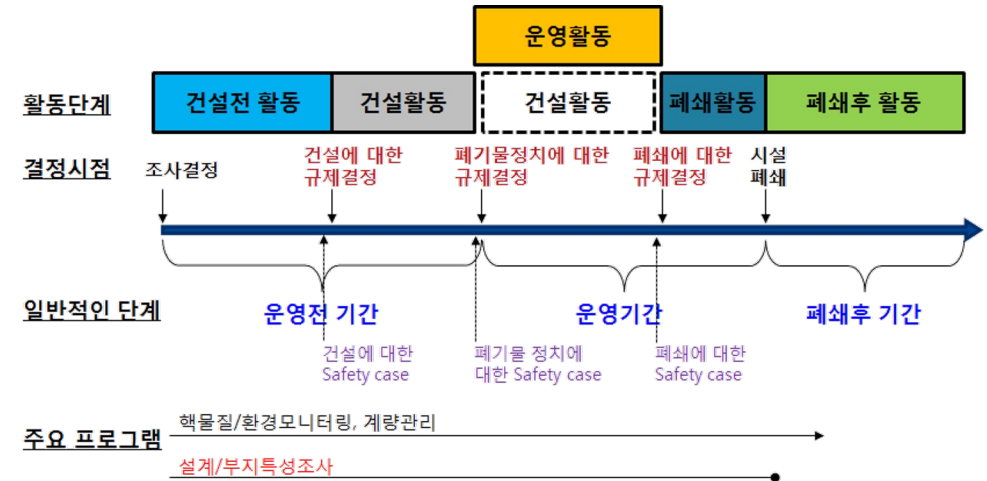 운영활동
활동단계
건설전 활동
건설활동
건설활동
폐쇄활동
폐쇄후 활동
결정시점
조사결정
건설에 대한
규제결정
폐기물정치에 대한
규제결정
폐쇄에 대한
규제결정
시설
폐쇄
일반적인 단계
운영전 기간
운영기간
폐쇄후 기간
건설에 대한
Safety case
폐기물 정치에
대한 Safety case
폐쇄에 대한
Safety case
주요 프로그램
핵물질/환경모니터링, 계량관리
설계/부지특성조사